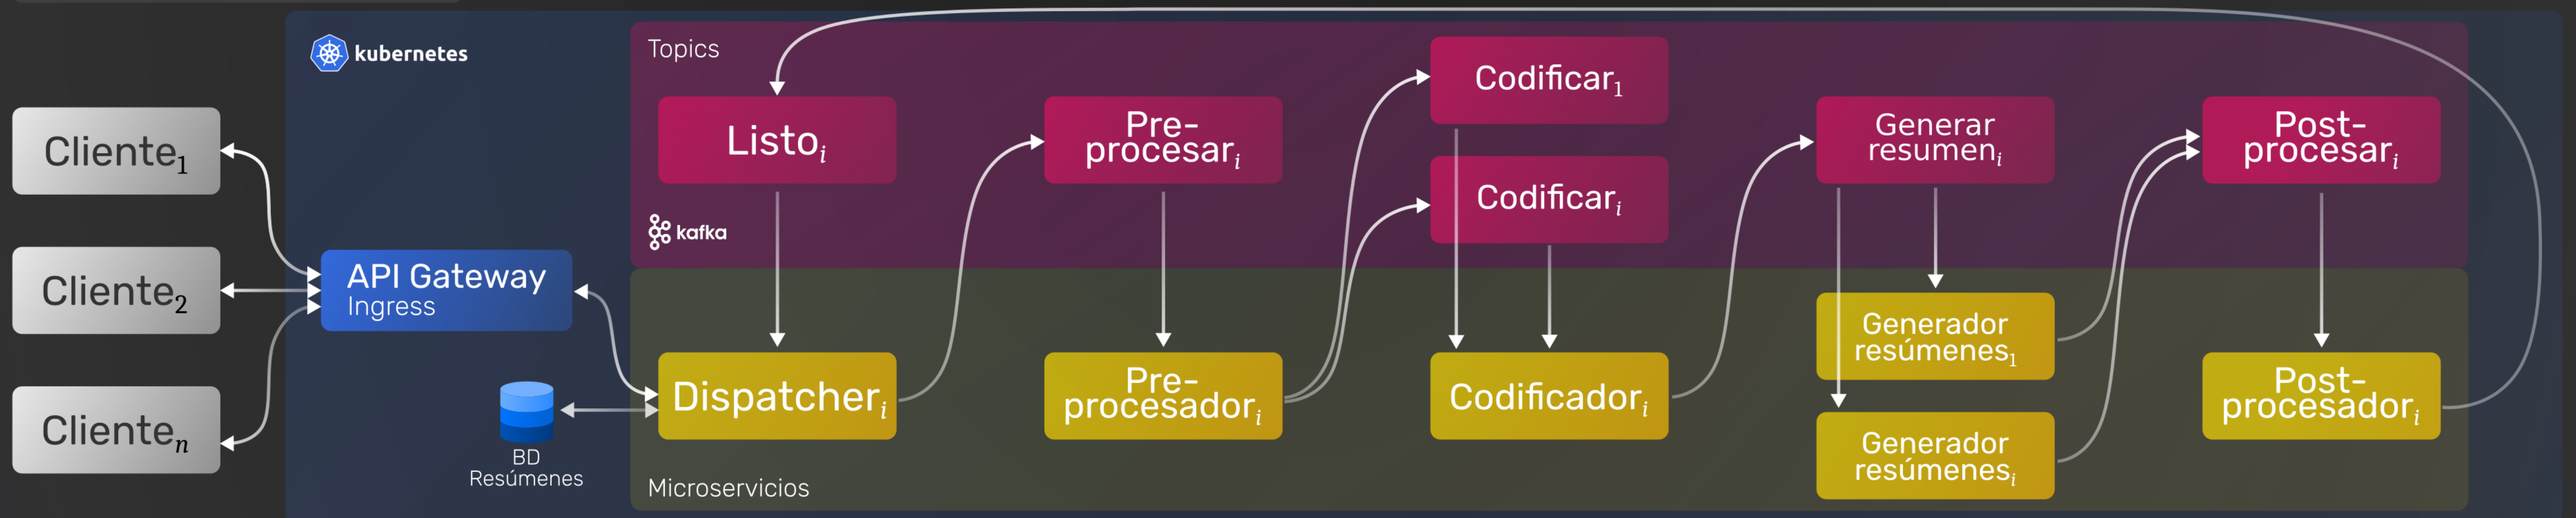 kubernetes
Topics
Cliente1
Cliente2
Clienten
API Gateway
Ingress
BD
Resúmenes
kafka
Listoi
Pre-
procesari
Codificar1
Codificari
Generar
resumeni
Post-
procesari
Dispatcheri
Pre-
procesadori
Codificadori
Generador
resúmenes1
Generador
resúmenesi
Post-
procesadori
Microservicios